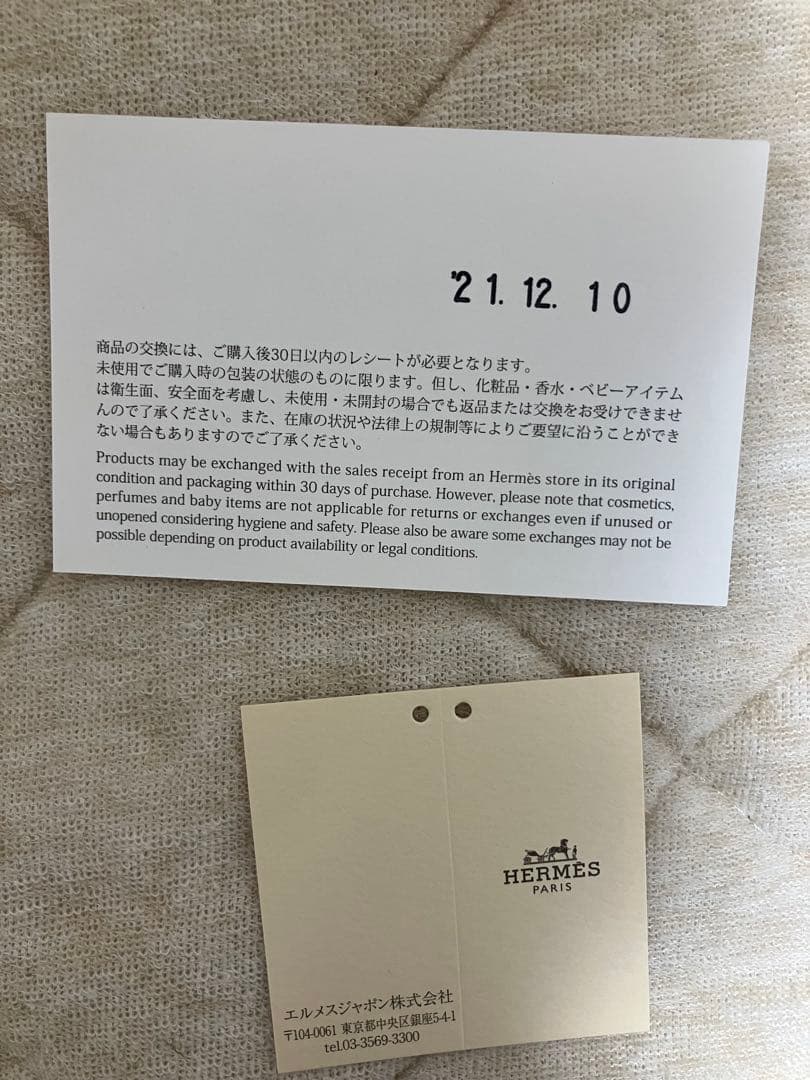 '21. 12. 10
商品の交換には、ご購入後30日以内のレシートが必要となります。
未使用でご購入時の包装の状態のものに限ります。但し、化粧品・香水・ベビーアイテム
は衛生面、安全面を考慮し、未使用・未開封の場合でも返品または交換をお受けできませ
んので了承ください。また、在庫の状況や法律上の規制等によりご要望に沿うことができ
ない場合もありますのでご了承ください。
Products may be exchanged with the sales receipt from an Hermès store in its original
condition and packaging within 30 days of purchase. However, please note that cosmetics,
perfumes and baby items are not applicable for returns or exchanges even if unused or
unopened considering hygiene and safety. Please also be aware some exchanges may not be
possible depending on product availability or legal conditions.
HERMÈS
PARIS
エルメスジャポン株式会社
〒104-0061 東京都中央区銀座5-4-1
tel.03-3569-3300